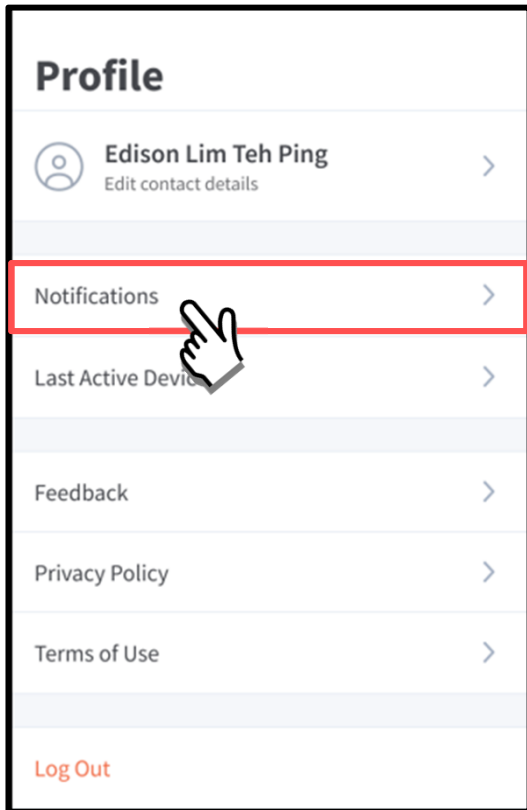 Profile
Edison Lim Teh Ping
Edit contact details
Notifications
Last Active
Feedback
Privacy Policy
Terms of Use
Log Out